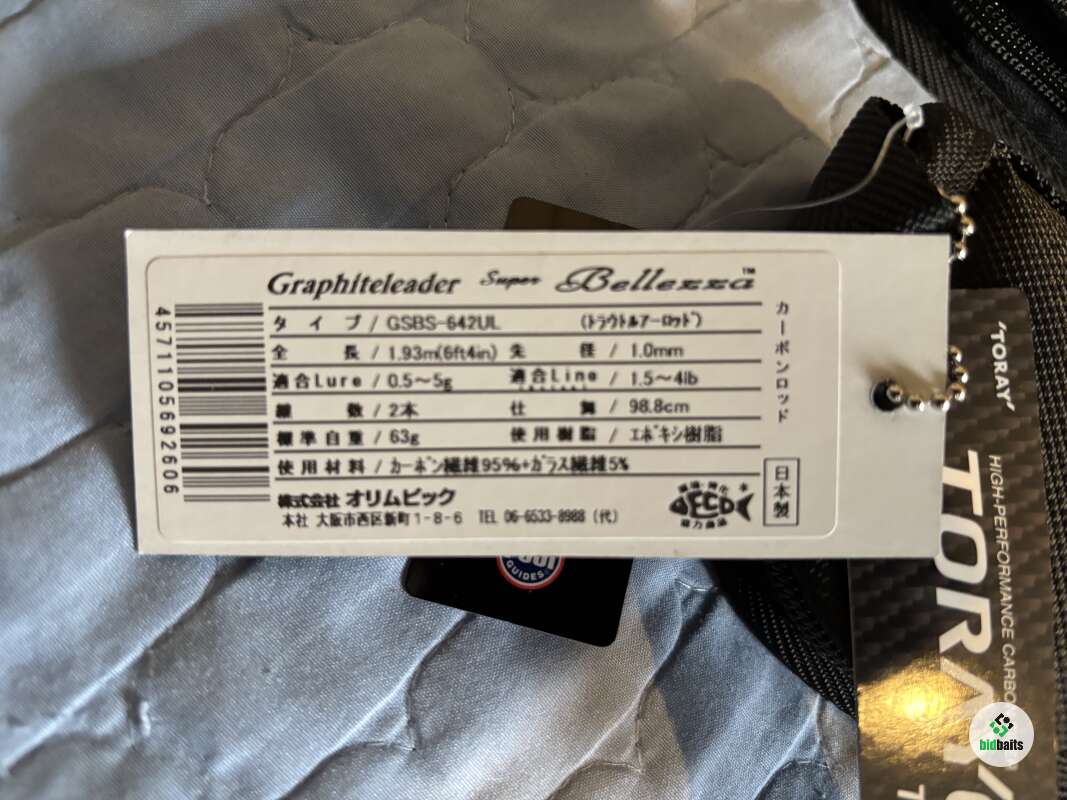 Graphiteleader Super Bellezza™
タイプ / GSBS-642UL (トラウトルアーロッド)
全長 / 1.93m(6ft4in) 先径 / 1.0mm
適合Lure / 0.5～5g 適合Line / 1.5～4lb
継数 / 2本 仕舞 / 98.8cm
標準自重 / 63g 使用樹脂 / エポキシ樹脂
使用材料 / カーボン繊維95%+ガラス繊維5%
株式会社 オリムピック
本社 大阪市西区新町1-8-6 TEL 06-6533-8988 (代)
カーボンロッド
日本製
ECO
4571105692606
GUIDES
'TORAY'
HIGH-PERFORMANCE CARBO
TORAY
bidbaits